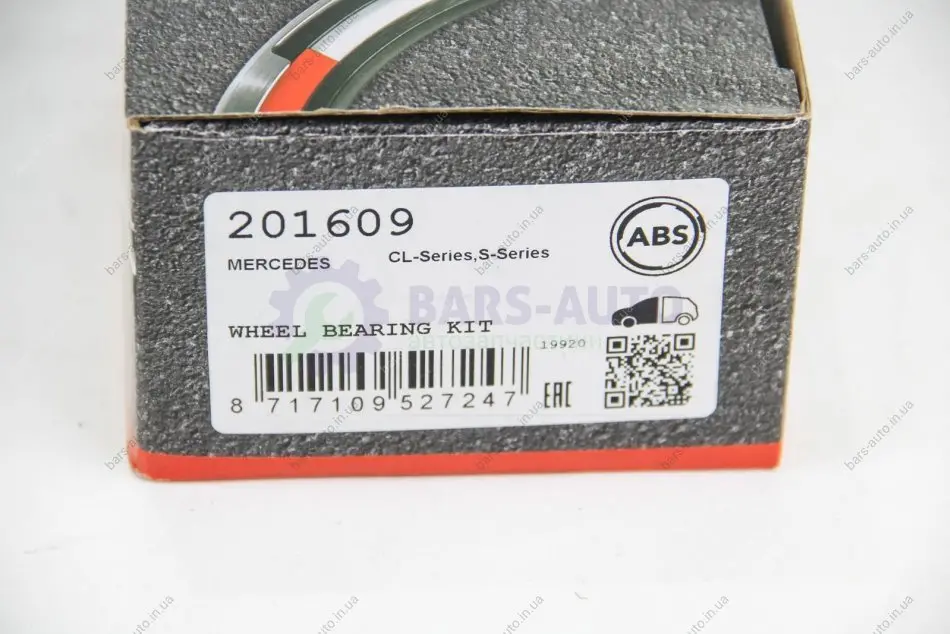 201609
ABS
MERCEDES CL-Series,S-Series
BARS-AUTO
WHEEL BEARING KIT
19920
8 717109 527247
EAC
bars-auto.in.ua